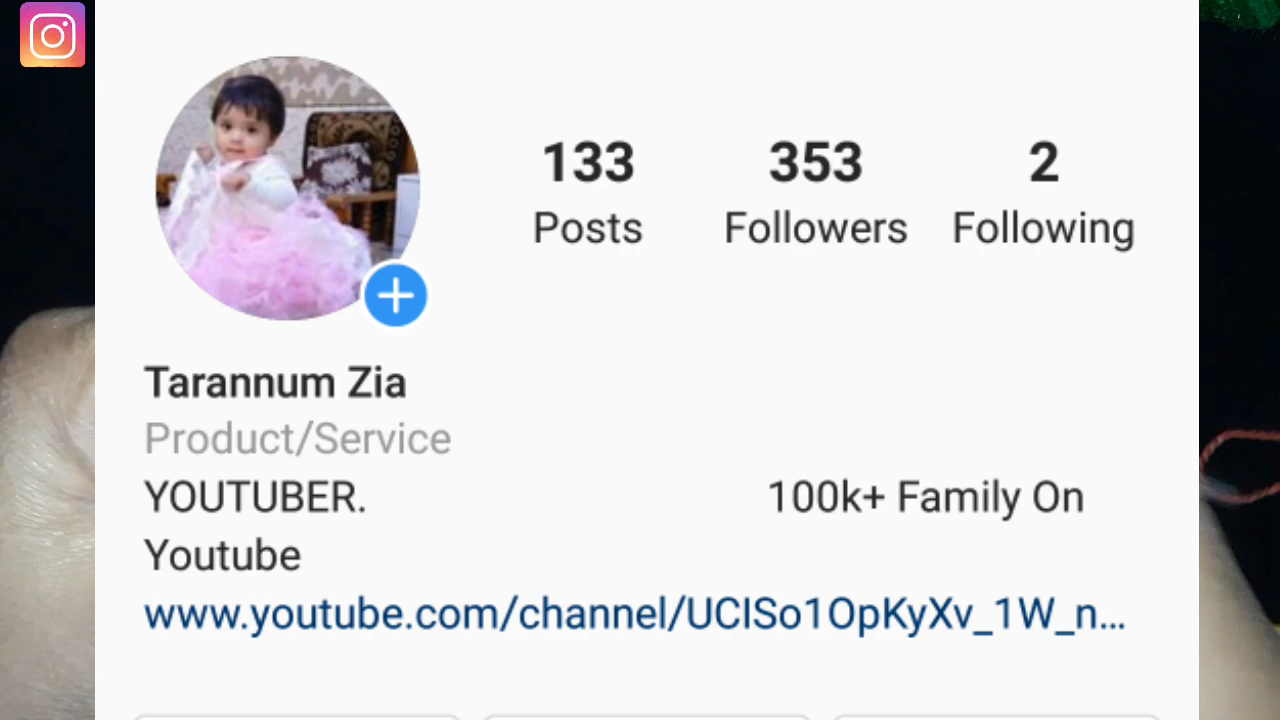 133 353 2
Posts Followers Following
Tarannum Zia
Product/Service
YOUTUBER. 100k+ Family On
Youtube
www.youtube.com/channel/UCISo1OpKyXv_1W_n...